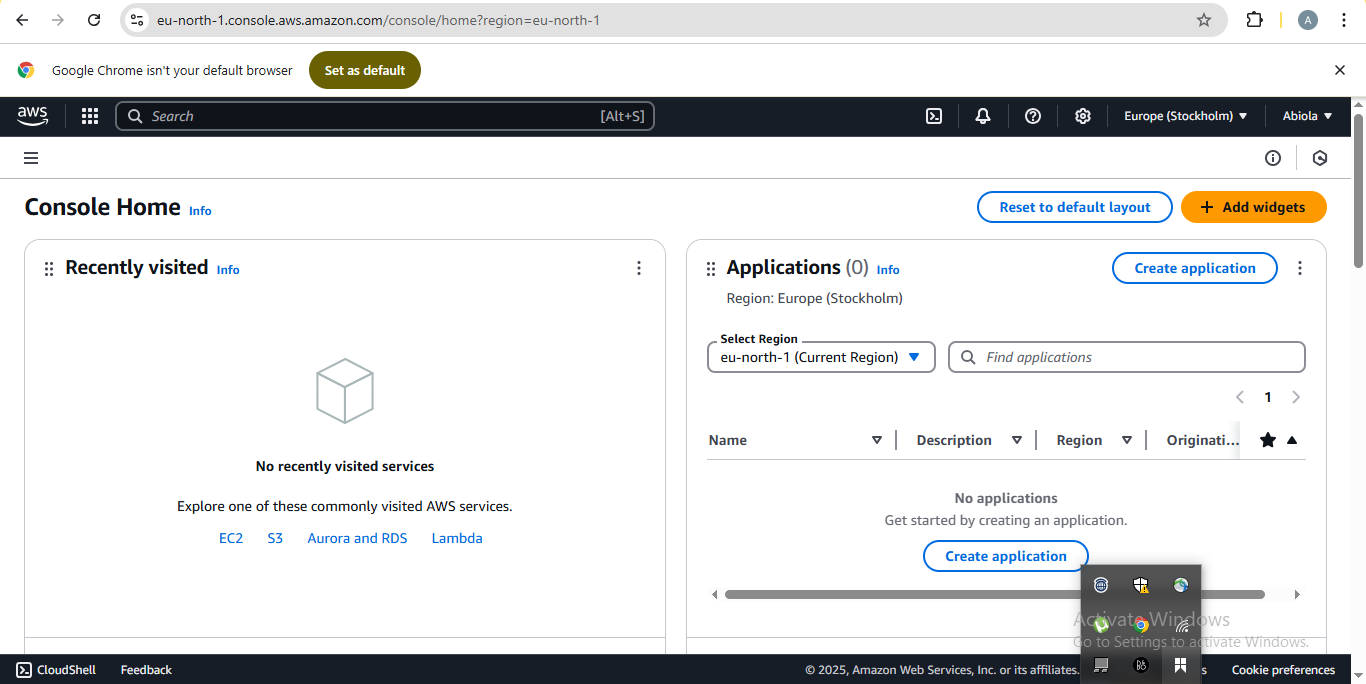 eu-north-1.console.aws.amazon.com/console/home?region=eu-north-1
A
Google Chrome isn't your default browser
Set as default
aws
Search
[Alt+S]
Europe (Stockholm)
Abiola
Console Home Info
Reset to default layout
+ Add widgets
Recently visited Info
No recently visited services
Explore one of these commonly visited AWS services.
EC2 S3 Aurora and RDS Lambda
Applications (0) Info
Create application
Region: Europe (Stockholm)
Select Region
eu-north-1 (Current Region)
Find applications
1
Name Description Region Originati...
No applications
Get started by creating an application.
Create application
Activate Windows
Go to Settings to activate Windows.
CloudShell Feedback
© 2025, Amazon Web Services, Inc. or its affiliates.
Cookie preferences